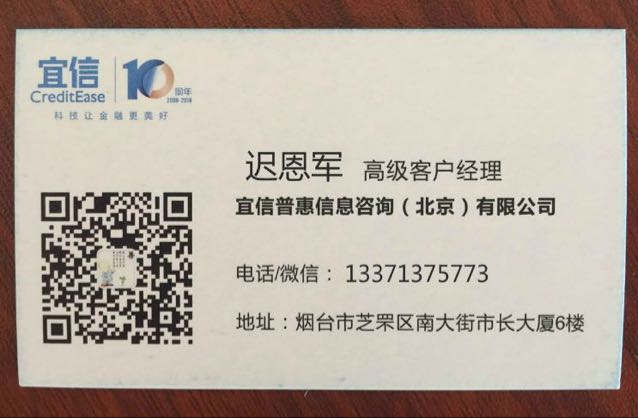 宜信
CreditEase
10
周年
2006-2016
科技让金融更美好
迟恩军 高级客户经理
宜信普惠信息咨询（北京）有限公司
电话/微信：13371375773
地址：烟台市芝罘区南大街市长大厦6楼